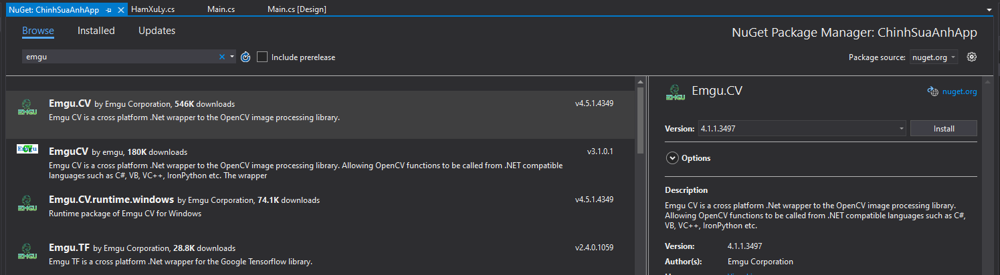 NuGet: ChinhSuaAnhApp
HamXuLy.cs
Main.cs
Main.cs [Design]
Browse
Installed
Updates
NuGet Package Manager: ChinhSuaAnhApp
emgu
Include prerelease
Package source: nuget.org
EMGU
Emgu.CV by Emgu Corporation, 546K downloads
v4.5.1.4349
Emgu CV is a cross platform .Net wrapper to the OpenCV image processing library.
EmguCV by emgu, 180K downloads
v3.1.0.1
Emgu CV is a cross platform .Net wrapper to the OpenCV image processing library. Allowing OpenCV functions to be called from .NET compatible
languages such as C#, VB, VC++, IronPython etc. The wrapper
EMGU
Emgu.CV.runtime.windows by Emgu Corporation, 74.1K downloads
v4.5.1.4349
Runtime package of Emgu CV for Windows
EMGU
Emgu.TF by Emgu Corporation, 28.8K downloads
v2.4.0.1059
Emgu TF is a cross platform .Net wrapper for the Google Tensorflow library.
EMGU
Emgu.CV
nuget.org
Version: 4.1.1.3497
Install
Options
Description
Emgu CV is a cross platform .Net wrapper to the OpenCV image processing library.
Allowing OpenCV functions to be called from .NET compatible languages such as C#,
VB, VC++, IronPython etc.
Version: 4.1.1.3497
Author(s): Emgu Corporation